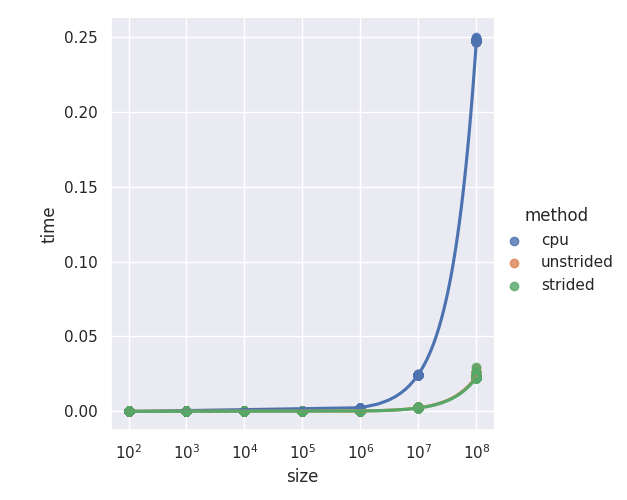 0.25
0.20
0.15
0.10
0.05
0.00
time
10² 10³ 10⁴ 10⁵ 10⁶ 10⁷ 10⁸
size
method
cpu
unstrided
strided